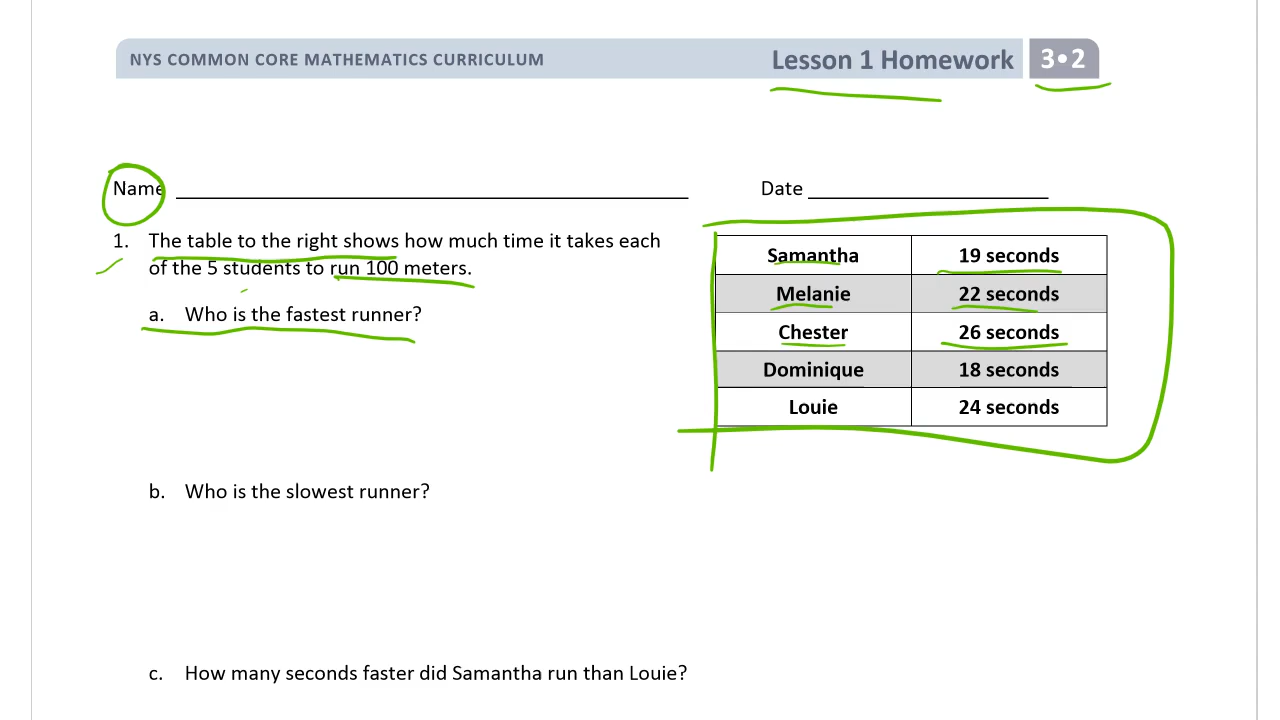 NYS COMMON CORE MATHEMATICS CURRICULUM Lesson 1 Homework 3•2
Name Date
1. The table to the right shows how much time it takes each
of the 5 students to run 100 meters.
Samantha 19 seconds
Melanie 22 seconds
Chester 26 seconds
Dominique 18 seconds
Louie 24 seconds
a. Who is the fastest runner?
b. Who is the slowest runner?
c. How many seconds faster did Samantha run than Louie?